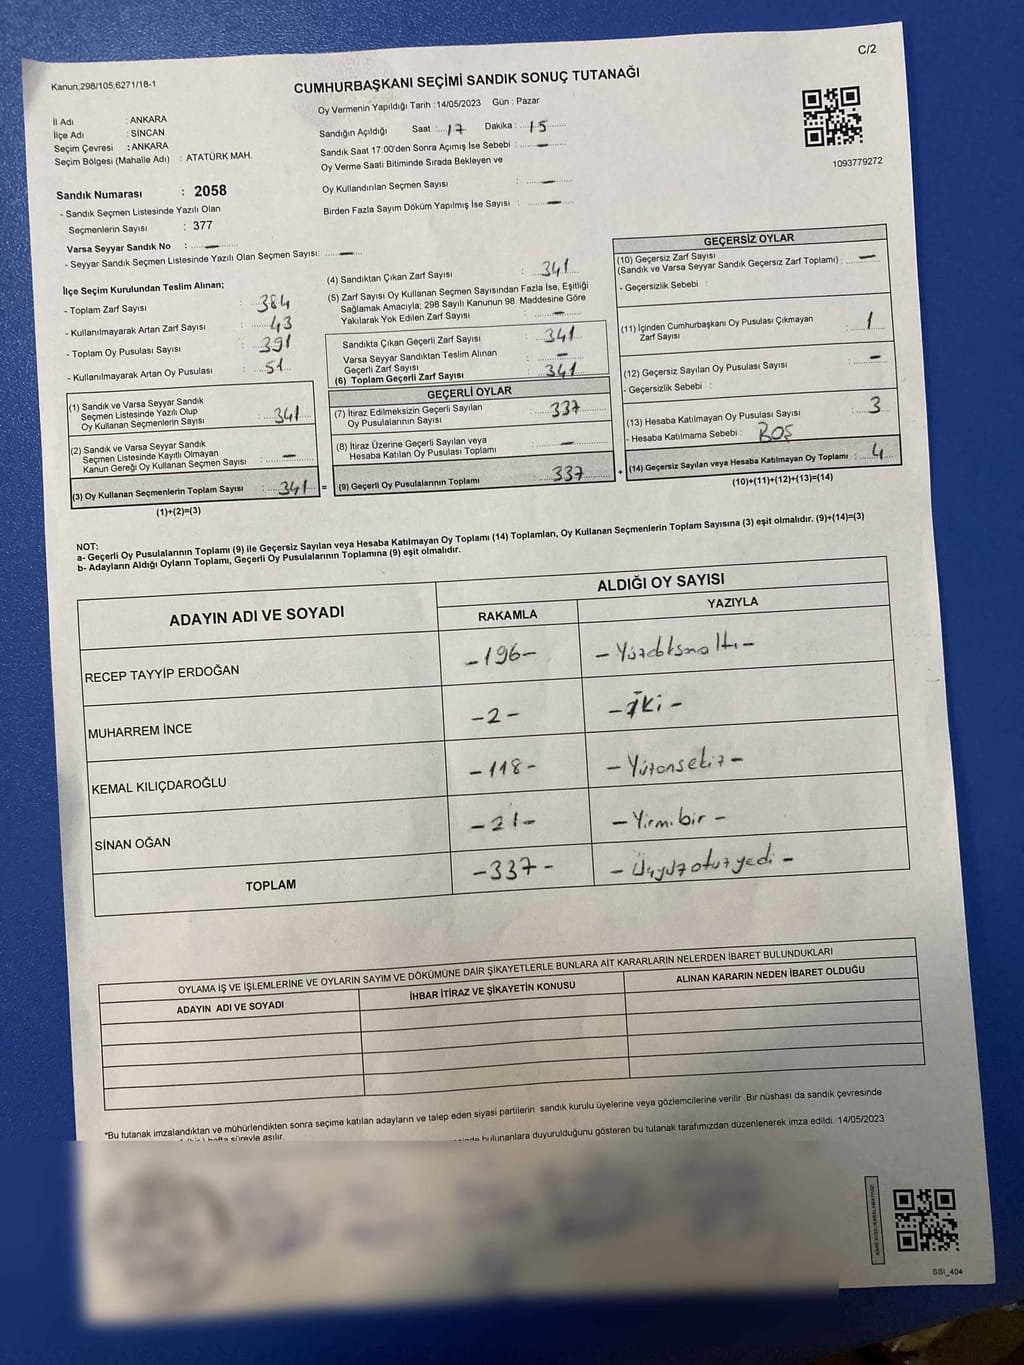 C/2
Kanun;298/105;6271/18-1
CUMHURBAŞKANI SEÇİMİ SANDIK SONUÇ TUTANAĞI
Oy Vermenin Yapıldığı Tarih :14/05/2023 Gün : Pazar
İl Adı : ANKARA
İlçe Adı : SİNCAN
Seçim Çevresi : ANKARA
Seçim Bölgesi (Mahalle Adı) : ATATÜRK MAH.
Sandık Numarası : 2058
- Sandık Seçmen Listesinde Yazılı Olan
Seçmenlerin Sayısı : 377
Varsa Seyyar Sandık No : —
- Seyyar Sandık Seçmen Listesinde Yazılı Olan Seçmen Sayısı: —
Sandığın Açıldığı Saat : 17 Dakika : 15
Sandık Saat 17:00'den Sonra Açımış İse Sebebi : —
Oy Verme Saati Bitiminde Sırada Bekleyen ve
Oy Kullandırılan Seçmen Sayısı : —
Birden Fazla Sayım Döküm Yapılmış İse Sayısı : —
1093779272
İlçe Seçim Kurulundan Teslim Alınan;
- Toplam Zarf Sayısı : 384
- Kullanılmayarak Artan Zarf Sayısı : 43
- Toplam Oy Pusulası Sayısı : 391
- Kullanılmayarak Artan Oy Pusulası : 51
(1) Sandık ve Varsa Seyyar Sandık
Seçmen Listesinde Yazılı Olup
Oy Kullanan Seçmenlerin Sayısı : 341
(2) Sandık ve Varsa Seyyar Sandık
Seçmen Listesinde Kayıtlı Olmayan
Kanun Gereği Oy Kullanan Seçmen Sayısı : —
(3) Oy Kullanan Seçmenlerin Toplam Sayısı : 341 =
(1)+(2)=(3)
(4) Sandıktan Çıkan Zarf Sayısı : 341
(5) Zarf Sayısı Oy Kullanan Seçmen Sayısından Fazla İse, Eşitliği
Sağlamak Amacıyla; 298 Sayılı Kanunun 98. Maddesine Göre
Yakılarak Yok Edilen Zarf Sayısı : —
Sandıkta Çıkan Geçerli Zarf Sayısı : 341
Varsa Seyyar Sandıktan Teslim Alınan
Geçerli Zarf Sayısı : —
(6) Toplam Geçerli Zarf Sayısı : 341
GEÇERLİ OYLAR
(7) İtiraz Edilmeksizin Geçerli Sayılan
Oy Pusulalarının Sayısı : 337
(8) İtiraz Üzerine Geçerli Sayılan veya
Hesaba Katılan Oy Pusulası Toplamı : —
(9) Geçerli Oy Pusulalarının Toplamı : 337 +
GEÇERSİZ OYLAR
(10) Geçersiz Zarf Sayısı
(Sandık ve Varsa Seyyar Sandık Geçersiz Zarf Toplamı) : —
- Geçersizlik Sebebi :
(11) İçinden Cumhurbaşkanı Oy Pusulası Çıkmayan
Zarf Sayısı : 1
(12) Geçersiz Sayılan Oy Pusulası Sayısı : —
- Geçersizlik Sebebi :
(13) Hesaba Katılmayan Oy Pusulası Sayısı : 3
- Hesaba Katılmama Sebebi : BOŞ
(14) Geçersiz Sayılan veya Hesaba Katılmayan Oy Toplamı : 4
(10)+(11)+(12)+(13)=(14)
NOT:
a- Geçerli Oy Pusulalarının Toplamı (9) ile Geçersiz Sayılan veya Hesaba Katılmayan Oy Toplamı (14) Toplamları, Oy Kullanan Seçmenlerin Toplam Sayısına (3) eşit olmalıdır. (9)+(14)=(3)
b- Adayların Aldığı Oyların Toplamı, Geçerli Oy Pusulalarının Toplamına (9) eşit olmalıdır.
ADAYIN ADI VE SOYADI
ALDIĞI OY SAYISI
RAKAMLA YAZIYLA
RECEP TAYYİP ERDOĞAN -196- - Yüzdoksanaltı -
MUHARREM İNCE -2- - İki -
KEMAL KILIÇDAROĞLU -118- - Yüzonsekiz -
SİNAN OĞAN -21- - Yirmibir -
TOPLAM -337- - Üçyüzotuzyedi -
OYLAMA İŞ VE İŞLEMLERİNE VE OYLARIN SAYIM VE DÖKÜMÜNE DAİR ŞİKAYETLERLE BUNLARA AİT KARARLARIN NELERDEN İBARET BULUNDUKLARI
ADAYIN ADI VE SOYADI İHBAR İTİRAZ VE ŞİKAYETİN KONUSU ALINAN KARARIN NEDEN İBARET OLDUĞU
*Bu tutanak imzalandıktan ve mühürlendikten sonra seçime katılan adayların ve talep eden siyasi partilerin sandık kurulu üyelerine veya gözlemcilerine verilir .Bir nüshası da sandık çevresinde
hafta süreyle asılır.
bulunanlara duyurulduğunu gösteren bu tutanak tarafımızdan düzenlenerek imza edildi. 14/05/2023
SSI_404